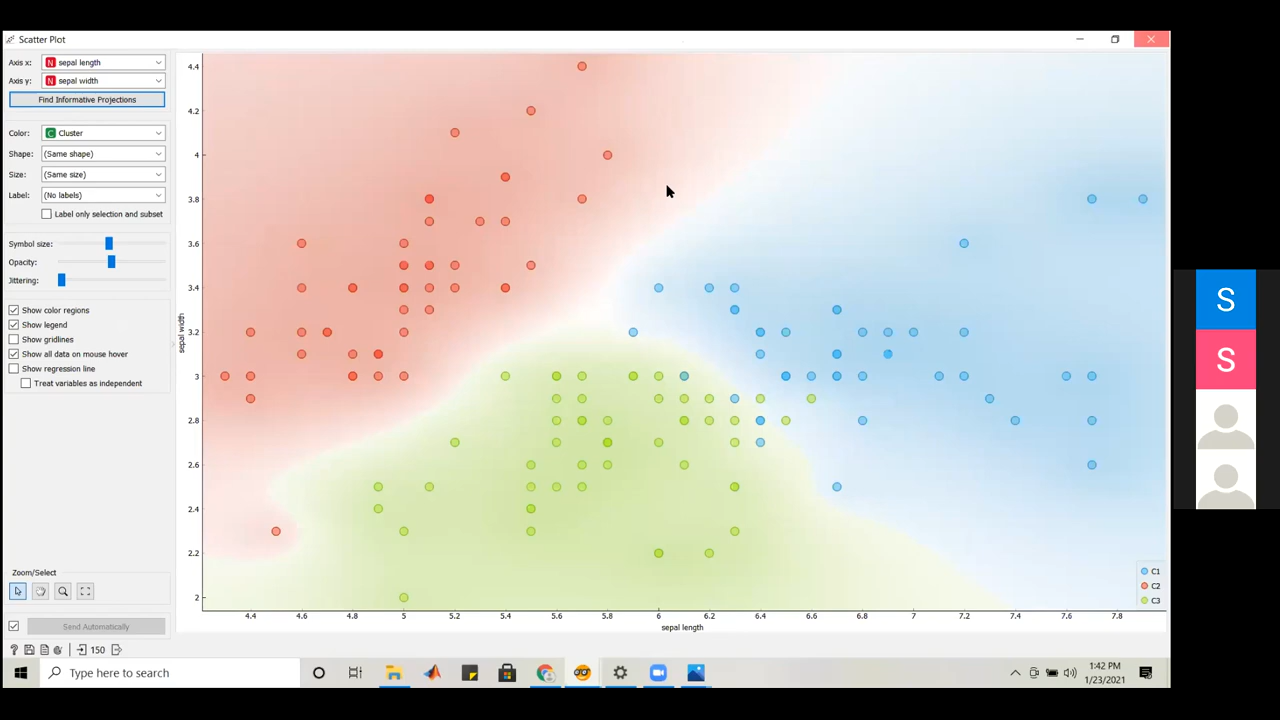 Scatter Plot
Axis x: N sepal length
Axis y: N sepal width
Find Informative Projections
Color: C Cluster
Shape: (Same shape)
Size: (Same size)
Label: (No labels)
Label only selection and subset
Symbol size:
Opacity:
Jittering:
Show color regions
Show legend
Show gridlines
Show all data on mouse hover
Show regression line
Treat variables as independent
Zoom/Select
Send Automatically
? 150
4.4
4.2
4
3.8
3.6
3.4
3.2
3
2.8
2.6
2.4
2.2
2
sepal width
4.4 4.6 4.8 5 5.2 5.4 5.6 5.8 6 6.2 6.4 6.6 6.8 7 7.2 7.4 7.6 7.8
sepal length
C1
C2
C3
S
S
Type here to search
1:42 PM
1/23/2021